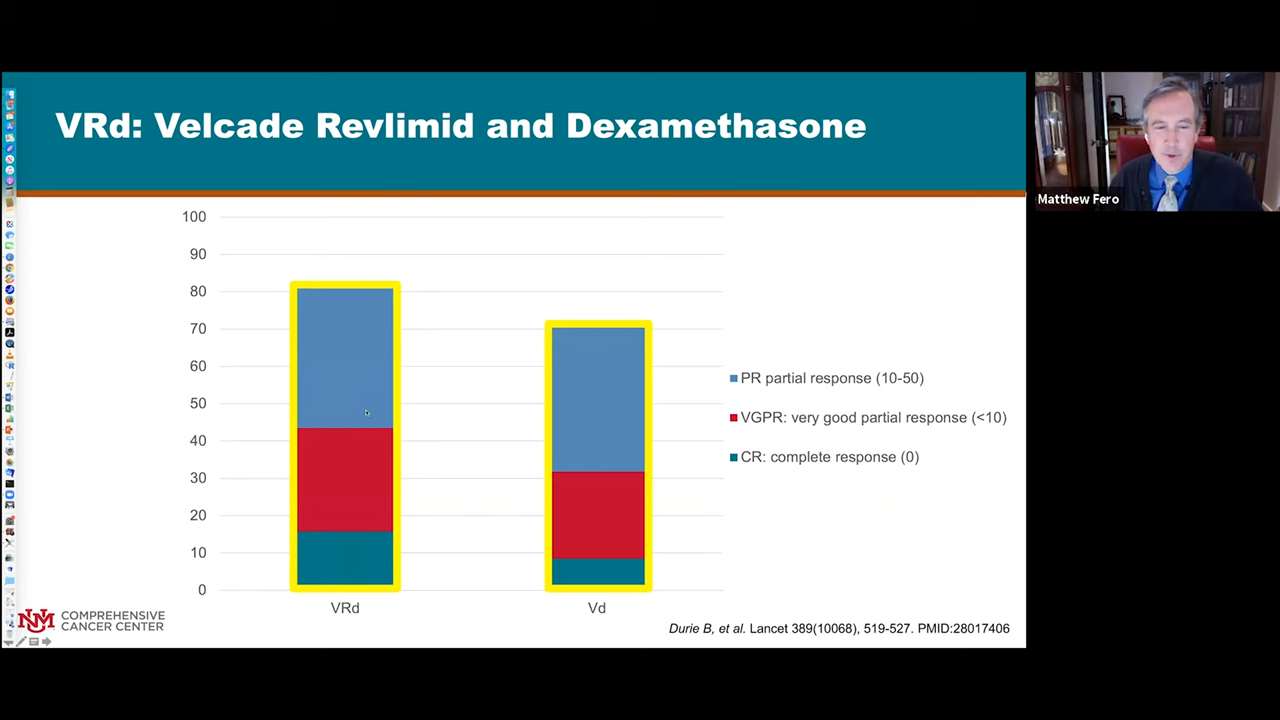 VRd: Velcade Revlimid and Dexamethasone
Matthew Fero
100
90
80
70
60
50
40
30
20
10
0
VRd
Vd
PR partial response (10-50)
VGPR: very good partial response (<10)
CR: complete response (0)
UNM
COMPREHENSIVE
CANCER CENTER
Durie B, et al. Lancet 389(10068), 519-527. PMID:28017406